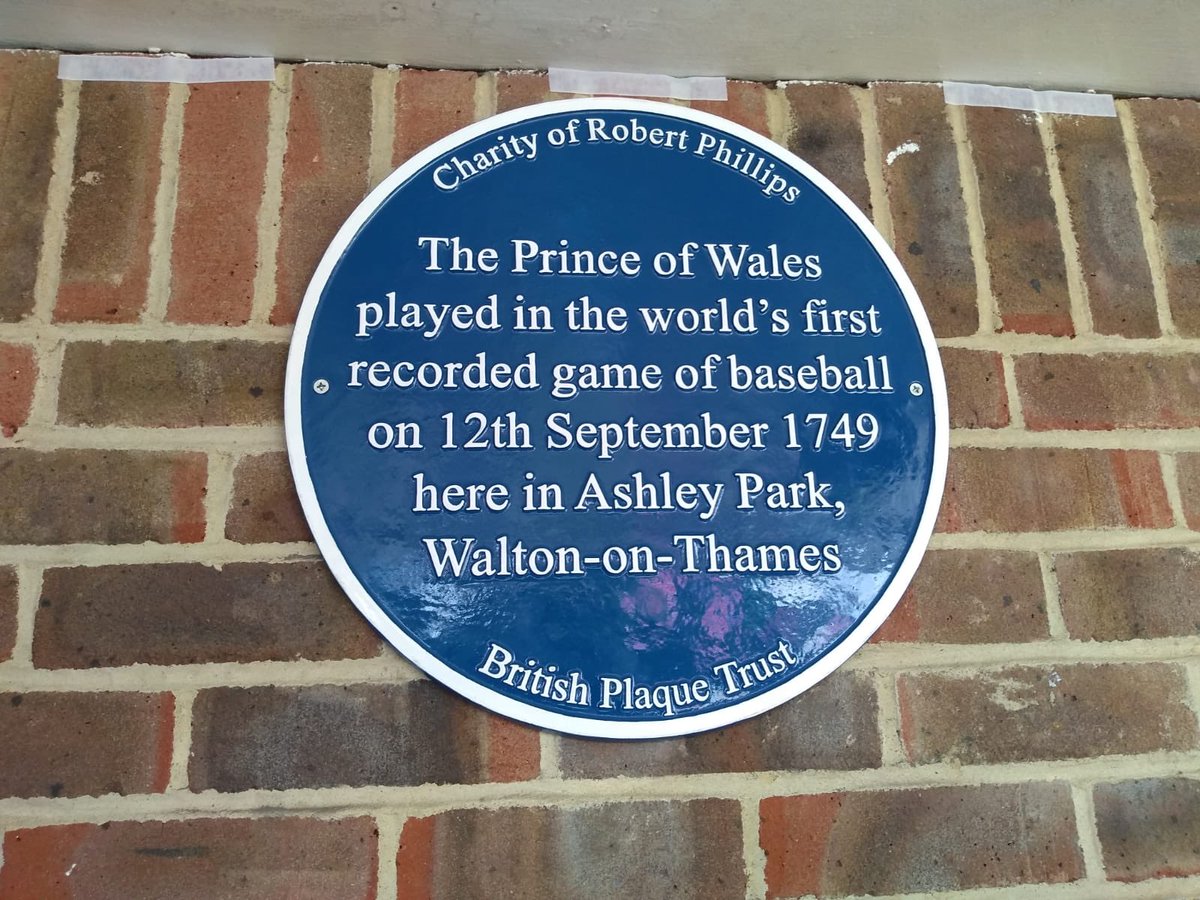 Charity of Robert Phillips
The Prince of Wales
played in the world's first
recorded game of baseball
on 12th September 1749
here in Ashley Park,
Walton-on-Thames
British Plaque Trust